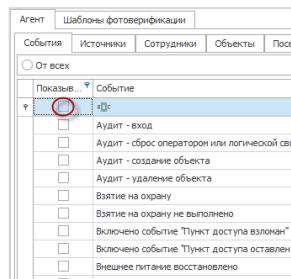 Агент Шаблоны фотоверификации
События Источники Сотрудники Объекты
От всех
Показыв... Событие
Аудит - вход
Аудит - сброс оператором или логической
Аудит - создание объекта
Аудит - удаление объекта
Взятие на охрану
Взятие на охрану не выполнено
Включено событие "Пункт доступа взломан"
Включено событие "Пункт доступа оставлен
Внешнее питание восстановлено